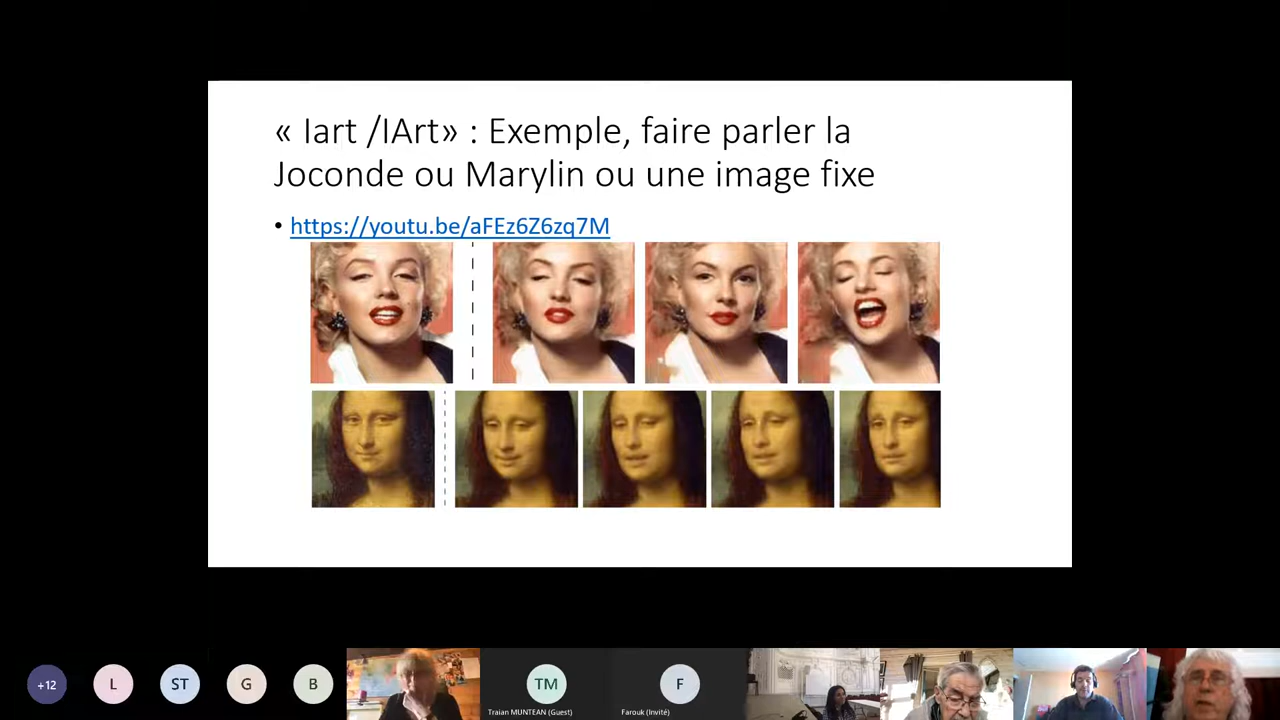 « Iart /IArt» : Exemple, faire parler la
Joconde ou Marylin ou une image fixe
• https://youtu.be/aFEz6Z6zq7M
+12
L
ST
G
B
TM
F
Traian MUNTEAN (Guest)
Farouk (Invité)